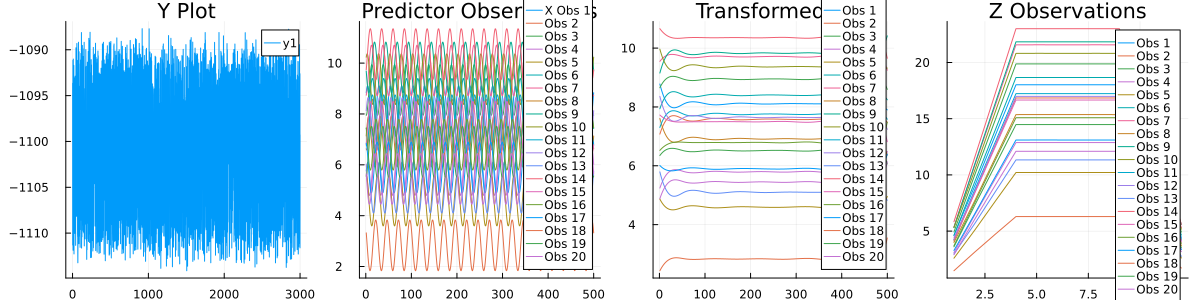 Y Plot
y1
−1090
−1095
−1100
−1105
−1110
0 1000 2000 3000
Predictor Obser s
X Obs 1
Obs 2
Obs 3
Obs 4
Obs 5
Obs 6
Obs 7
Obs 8
Obs 9
Obs 10
Obs 11
Obs 12
Obs 13
Obs 14
Obs 15
Obs 16
Obs 17
Obs 18
Obs 19
Obs 20
10
8
6
4
2
0 100 200 300 400 500
Transformed
Obs 1
Obs 2
Obs 3
Obs 4
Obs 5
Obs 6
Obs 7
Obs 8
Obs 9
Obs 10
Obs 11
Obs 12
Obs 13
Obs 14
Obs 15
Obs 16
Obs 17
Obs 18
Obs 19
Obs 20
10
8
6
4
0 100 200 300 400 500
Z Observations
Obs 1
Obs 2
Obs 3
Obs 4
Obs 5
Obs 6
Obs 7
Obs 8
Obs 9
Obs 10
Obs 11
Obs 12
Obs 13
Obs 14
Obs 15
Obs 16
Obs 17
Obs 18
Obs 19
Obs 20
20
15
10
5
2.5 5.0 7.5 10.0